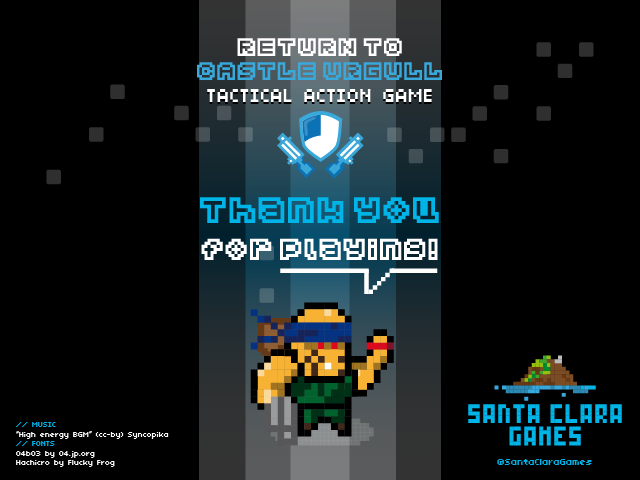 RETURN TO
CASTLE URGULL
TACTICAL ACTION GAME
Thank you
for playing!
// MUSIC
"High energy BGM" (cc-by) Syncopika
// FONTS
04b03 by 04.jp.org
Hachicro by Flucky Frog
SANTA CLARA
GAMES
@SantaClaraGames